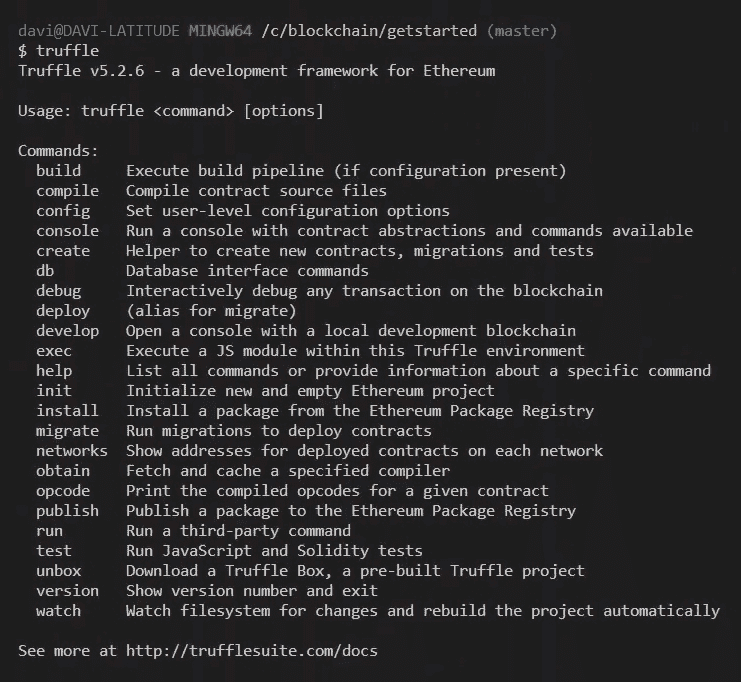 davi@DAVI-LATITUDE MINGW64 /c/blockchain/getstarted (master)
$ truffle
Truffle v5.2.6 - a development framework for Ethereum
Usage: truffle <command> [options]
Commands:
build Execute build pipeline (if configuration present)
compile Compile contract source files
config Set user-level configuration options
console Run a console with contract abstractions and commands available
create Helper to create new contracts, migrations and tests
db Database interface commands
debug Interactively debug any transaction on the blockchain
deploy (alias for migrate)
develop Open a console with a local development blockchain
exec Execute a JS module within this Truffle environment
help List all commands or provide information about a specific command
init Initialize new and empty Ethereum project
install Install a package from the Ethereum Package Registry
migrate Run migrations to deploy contracts
networks Show addresses for deployed contracts on each network
obtain Fetch and cache a specified compiler
opcode Print the compiled opcodes for a given contract
publish Publish a package to the Ethereum Package Registry
run Run a third-party command
test Run JavaScript and Solidity tests
unbox Download a Truffle Box, a pre-built Truffle project
version Show version number and exit
watch Watch filesystem for changes and rebuild the project automatically
See more at http://trufflesuite.com/docs